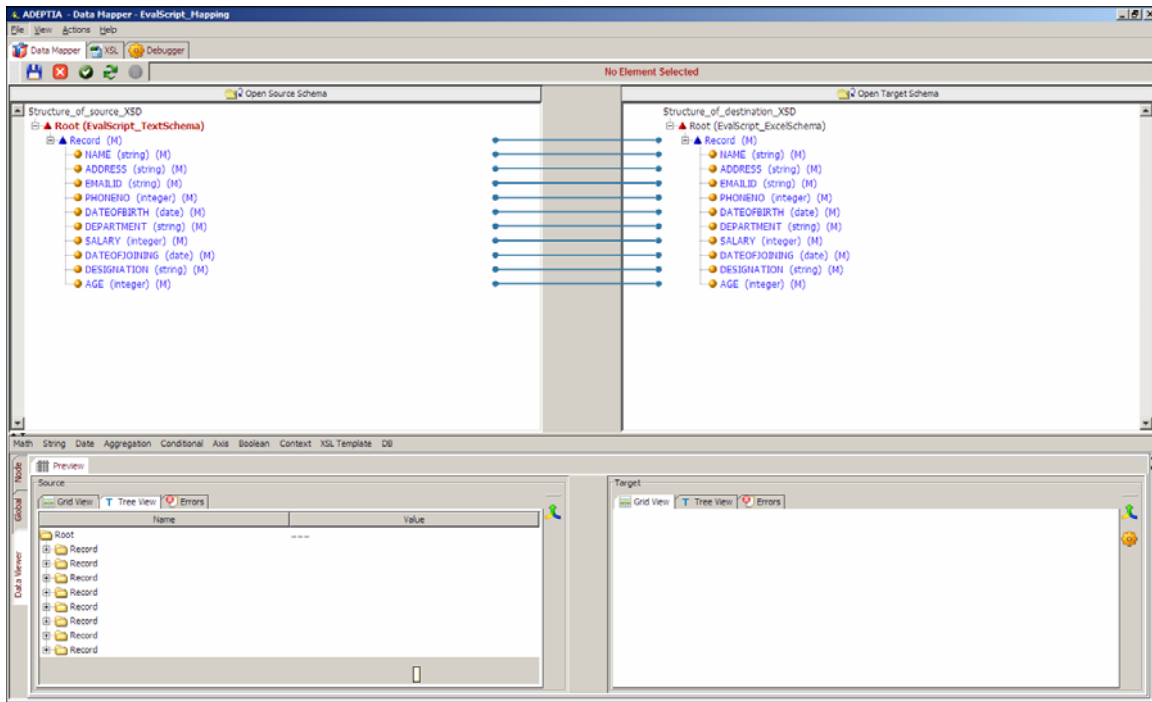 ADEPTIA - Data Mapper - EvalScript_Mapping
File View Actions Help
Data Mapper XSL Debugger
No Element Selected
Open Source Schema
Structure_of_source_XSD
Root (EvalScript_TextSchema)
Record (M)
NAME (string) (M)
ADDRESS (string) (M)
EMAILID (string) (M)
PHONENO (integer) (M)
DATEOFBIRTH (date) (M)
DEPARTMENT (string) (M)
SALARY (integer) (M)
DATEOFJOINING (date) (M)
DESIGNATION (string) (M)
AGE (integer) (M)
Open Target Schema
Structure_of_destination_XSD
Root (EvalScript_ExcelSchema)
Record (M)
NAME (string) (M)
ADDRESS (string) (M)
EMAILID (string) (M)
PHONENO (integer) (M)
DATEOFBIRTH (date) (M)
DEPARTMENT (string) (M)
SALARY (integer) (M)
DATEOFJOINING (date) (M)
DESIGNATION (string) (M)
AGE (integer) (M)
Math String Date Aggregation Conditional Axis Boolean Context XSL Template DB
Node
Global
Data Viewer
Preview
Source
Grid View T Tree View Errors
Name Value
Root ---
Record
Record
Record
Record
Record
Record
Record
Record
Target
Grid View T Tree View Errors